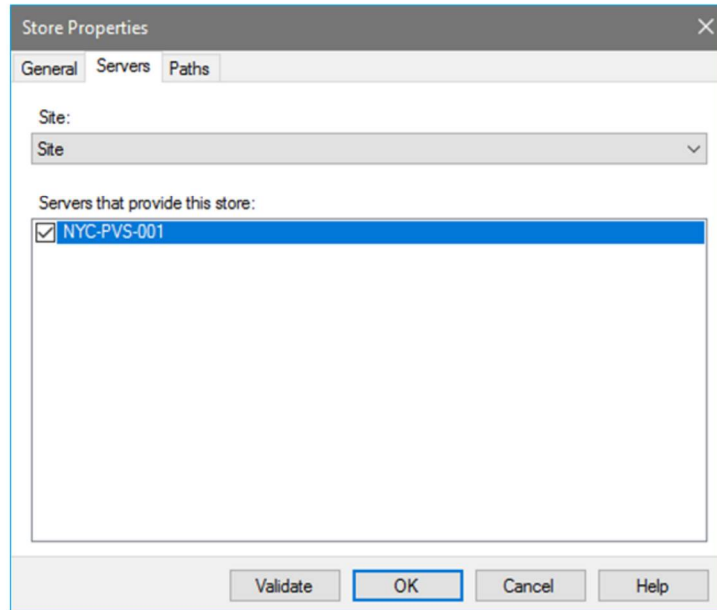 Store Properties
General Servers Paths
Site:
Site
Servers that provide this store:
NYC-PVS-001
Validate OK Cancel Help